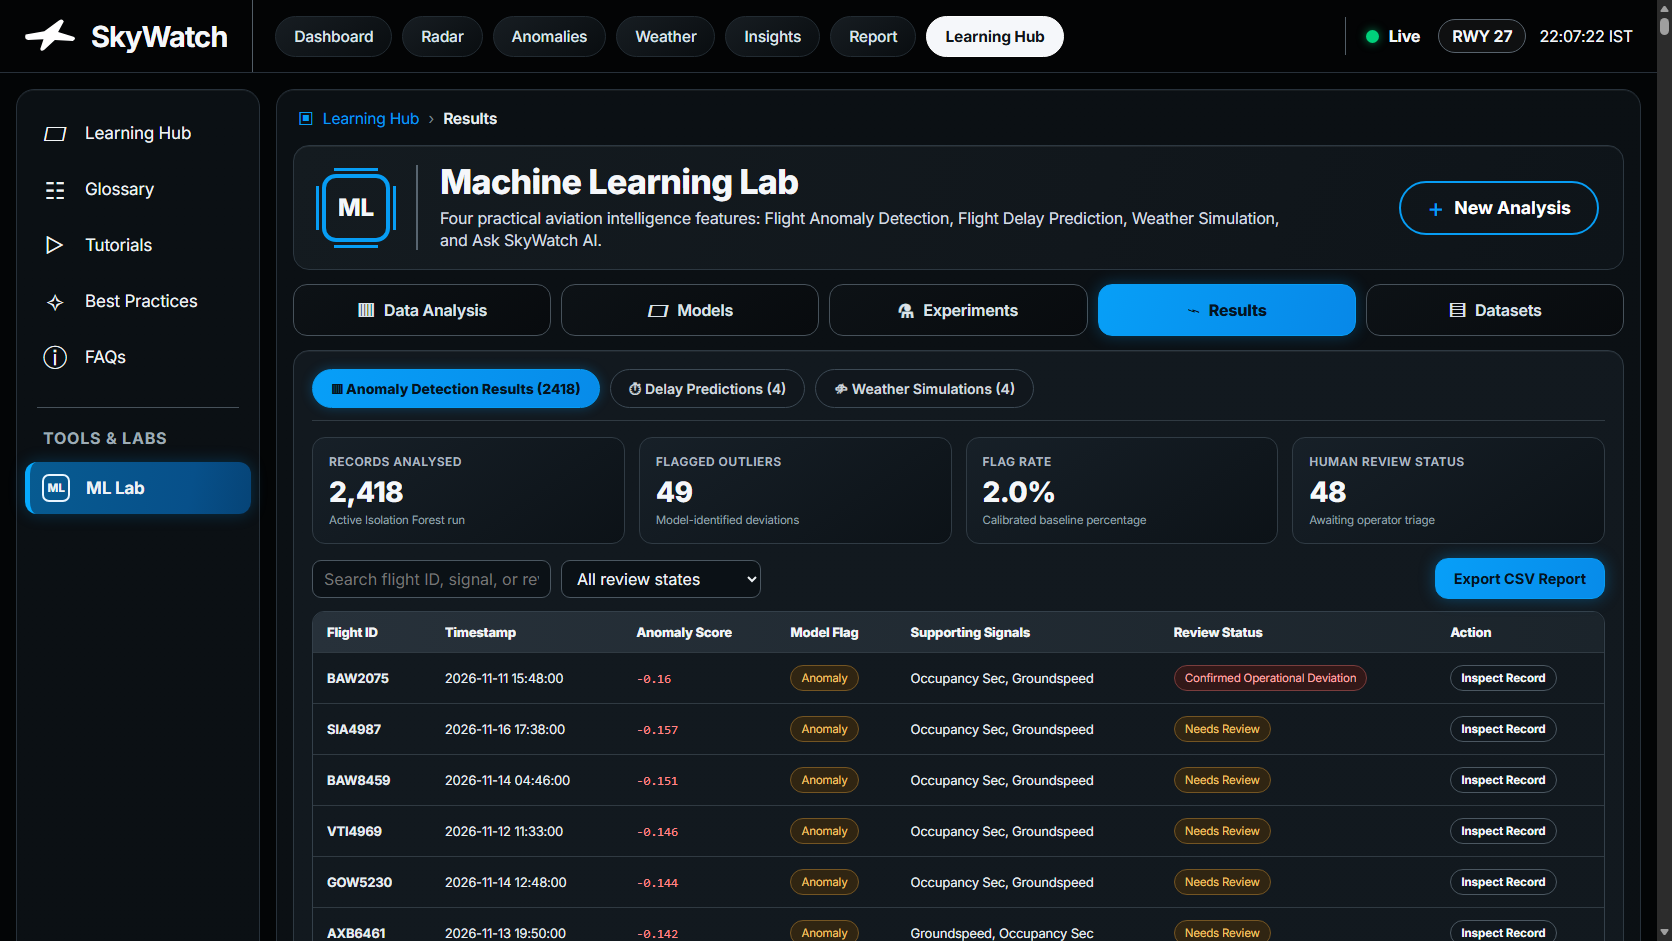 SkyWatch
Dashboard
Radar
Anomalies
Weather
Insights
Report
Learning Hub
Live
RWY 27
22:07:22 IST
Learning Hub
Glossary
Tutorials
Best Practices
FAQs
TOOLS & LABS
ML
ML Lab
Learning Hub › Results
ML
Machine Learning Lab
Four practical aviation intelligence features: Flight Anomaly Detection, Flight Delay Prediction, Weather Simulation,
and Ask SkyWatch AI.
+ New Analysis
Data Analysis
Models
Experiments
Results
Datasets
Anomaly Detection Results (2418)
Delay Predictions (4)
Weather Simulations (4)
RECORDS ANALYSED
2,418
Active Isolation Forest run
FLAGGED OUTLIERS
49
Model-identified deviations
FLAG RATE
2.0%
Calibrated baseline percentage
HUMAN REVIEW STATUS
48
Awaiting operator triage
Search flight ID, signal, or re
All review states
Export CSV Report
Flight ID Timestamp Anomaly Score Model Flag Supporting Signals Review Status Action
BAW2075 2026-11-11 15:48:00 -0.16 Anomaly Occupancy Sec, Groundspeed Confirmed Operational Deviation Inspect Record
SIA4987 2026-11-16 17:38:00 -0.157 Anomaly Occupancy Sec, Groundspeed Needs Review Inspect Record
BAW8459 2026-11-14 04:46:00 -0.151 Anomaly Occupancy Sec, Groundspeed Needs Review Inspect Record
VTI4969 2026-11-12 11:33:00 -0.146 Anomaly Occupancy Sec, Groundspeed Needs Review Inspect Record
GOW5230 2026-11-14 12:48:00 -0.144 Anomaly Occupancy Sec, Groundspeed Needs Review Inspect Record
AXB6461 2026-11-13 19:50:00 -0.142 Anomaly Groundspeed, Occupancy Sec Needs Review Inspect Record